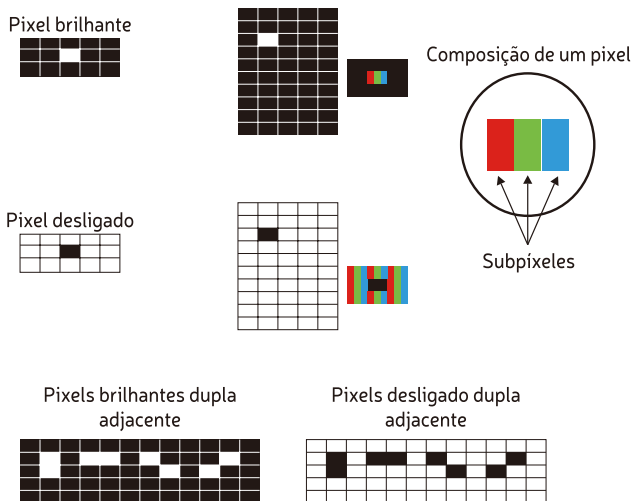 Pixel brilhante
Composição de um pixel
Subpíxeles
Pixel desligado
Pixels brilhantes dupla
adjacente
Pixels desligado dupla
adjacente